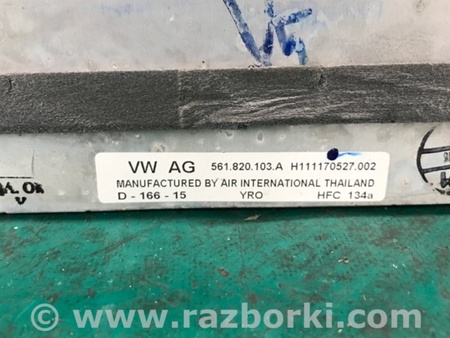 VW AG 561.820.103.A H111170527.002
MANUFACTURED BY AIR INTERNATIONAL THAILAND
D - 166 - 15 YRO HFC 134a
www.razborki.com